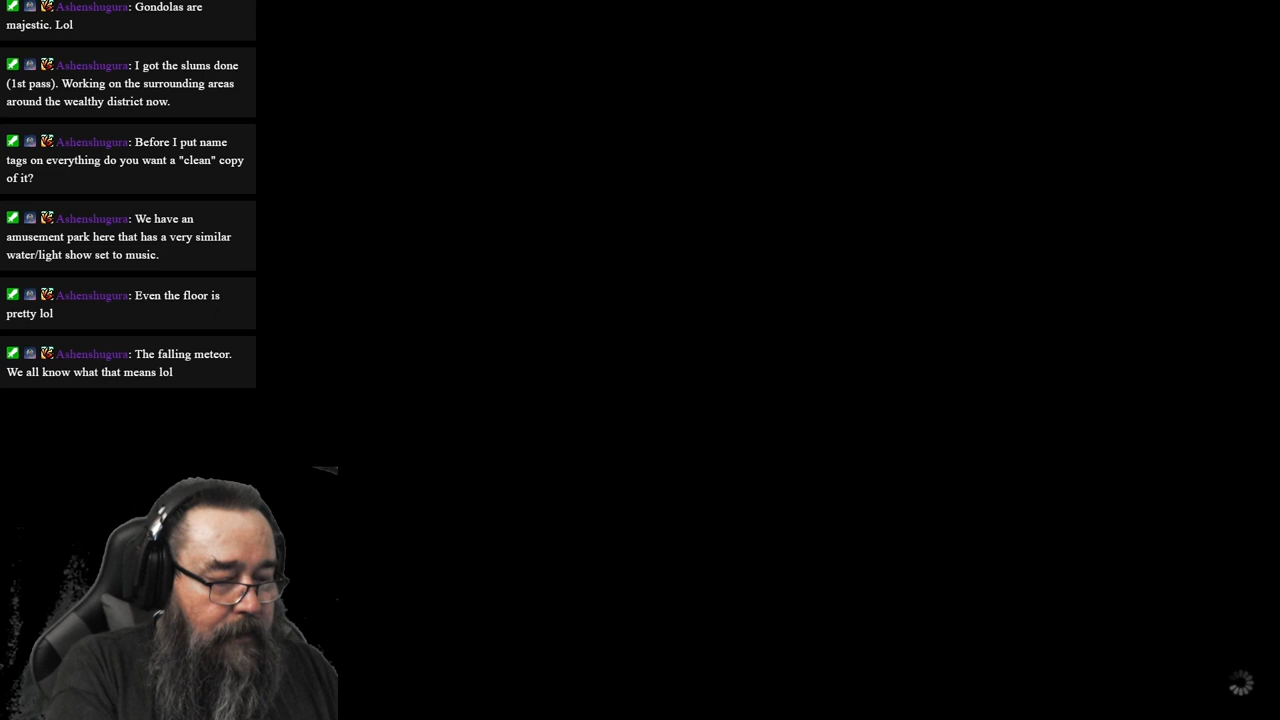 Ashenshugura: Gondolas are
majestic. Lol
Ashenshugura: I got the slums done
(1st pass). Working on the surrounding areas
around the wealthy district now.
Ashenshugura: Before I put name
tags on everything do you want a "clean" copy
of it?
Ashenshugura: We have an
amusement park here that has a very similar
water/light show set to music.
Ashenshugura: Even the floor is
pretty lol
Ashenshugura: The falling meteor.
We all know what that means lol